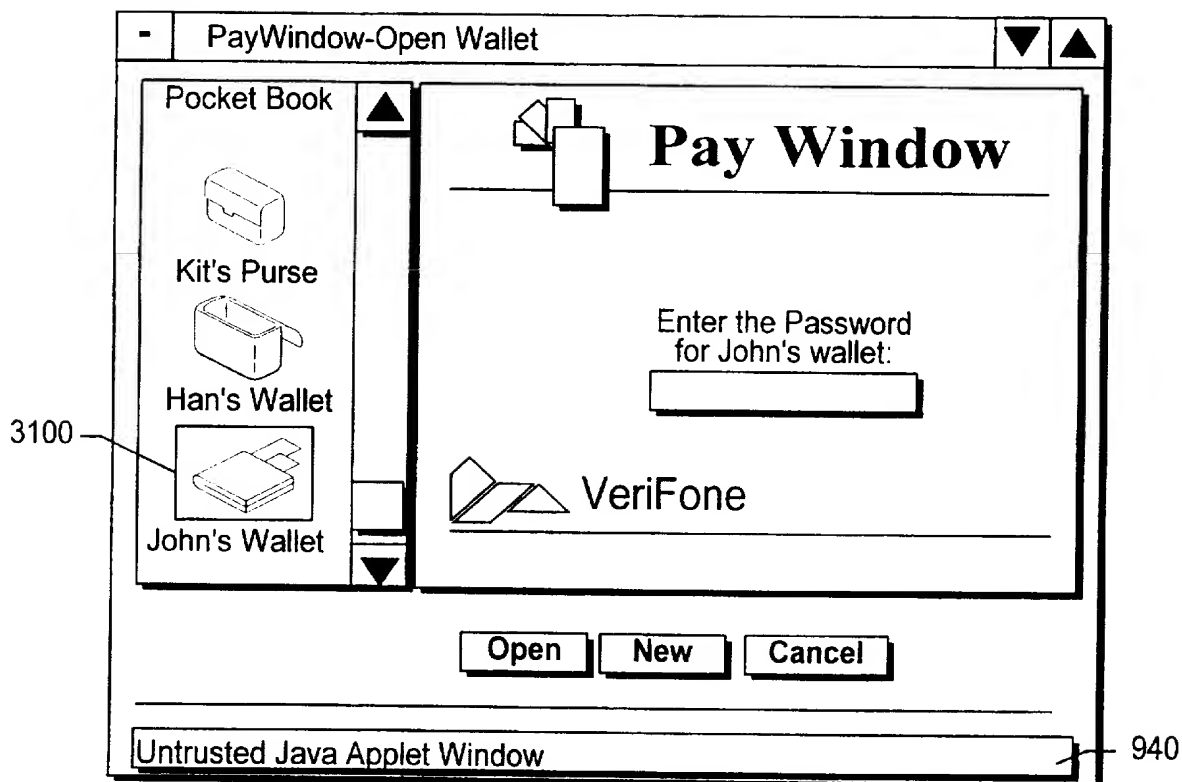 PayWindow-Open Wallet
Pocket Book
Kit's Purse
Han's Wallet
3100
John's Wallet
Pay Window
Enter the Password
for John's wallet:
VeriFone
Open
New
Cancel
Untrusted Java Applet Window
940